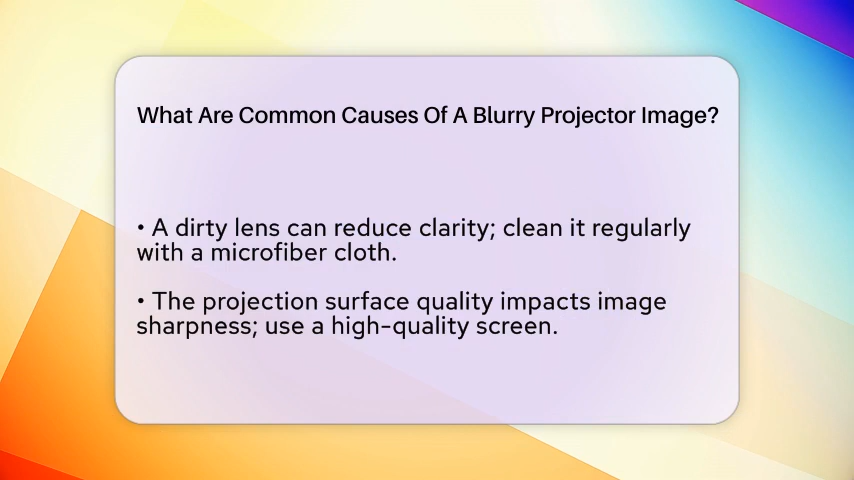 What Are Common Causes Of A Blurry Projector Image?
• A dirty lens can reduce clarity; clean it regularly
with a microfiber cloth.
• The projection surface quality impacts image
sharpness; use a high-quality screen.